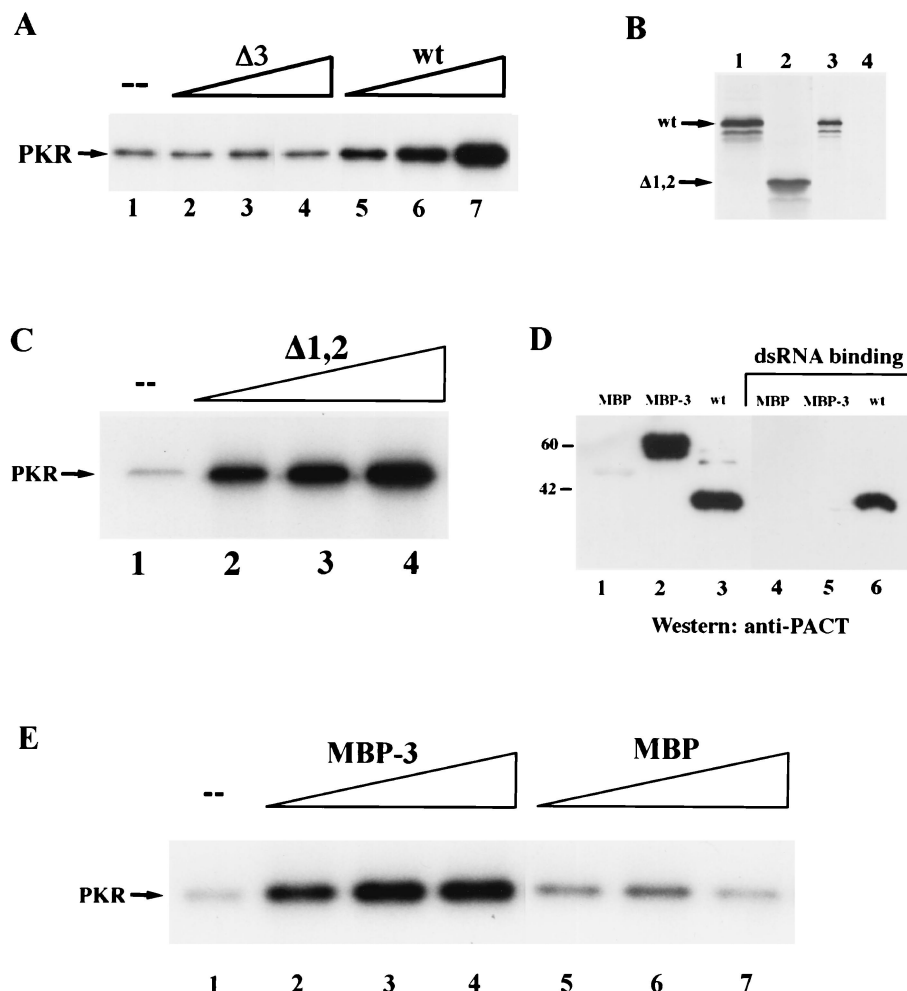 A
Δ3
wt
--
PKR
1 2 3 4 5 6 7
B
1 2 3 4
wt
Δ1,2
C
Δ1,2
--
PKR
1 2 3 4
D
dsRNA binding
MBP MBP-3 wt MBP MBP-3 wt
60
42
1 2 3 4 5 6
Western: anti-PACT
E
MBP-3
MBP
--
PKR
1 2 3 4 5 6 7